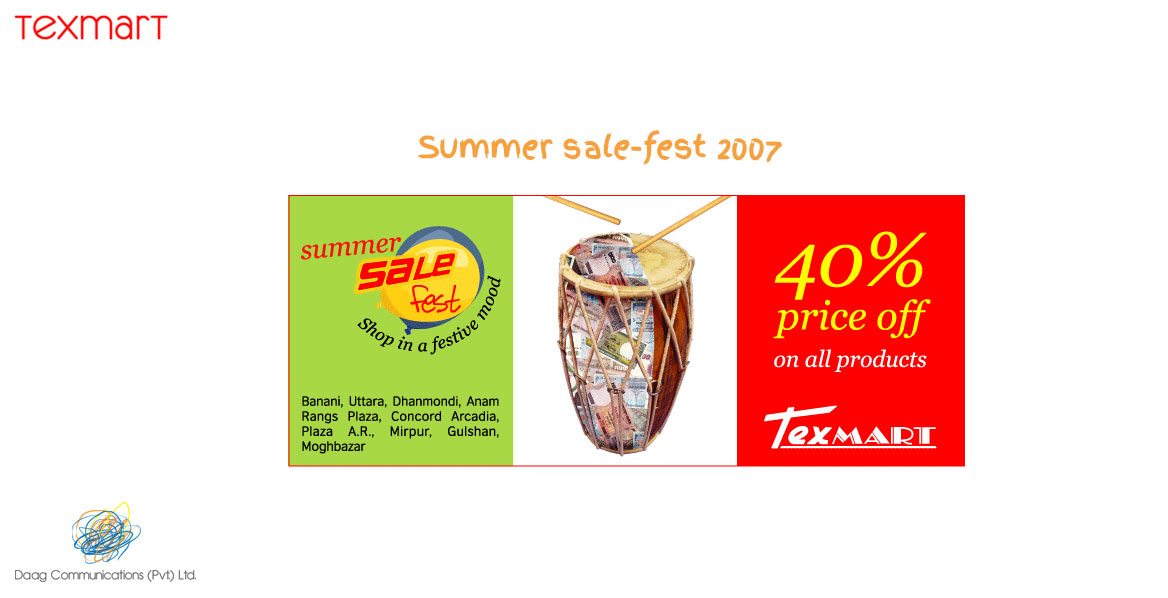 Texmart
Summer sale-fest 2007
summer
SALE
fest
Shop in a festive mood
Banani, Uttara, Dhanmondi, Anam
Rangs Plaza, Concord Arcadia,
Plaza A.R., Mirpur, Gulshan,
Moghbazar
40%
price off
on all products
TexMART
Daag Communications (Pvt) Ltd.